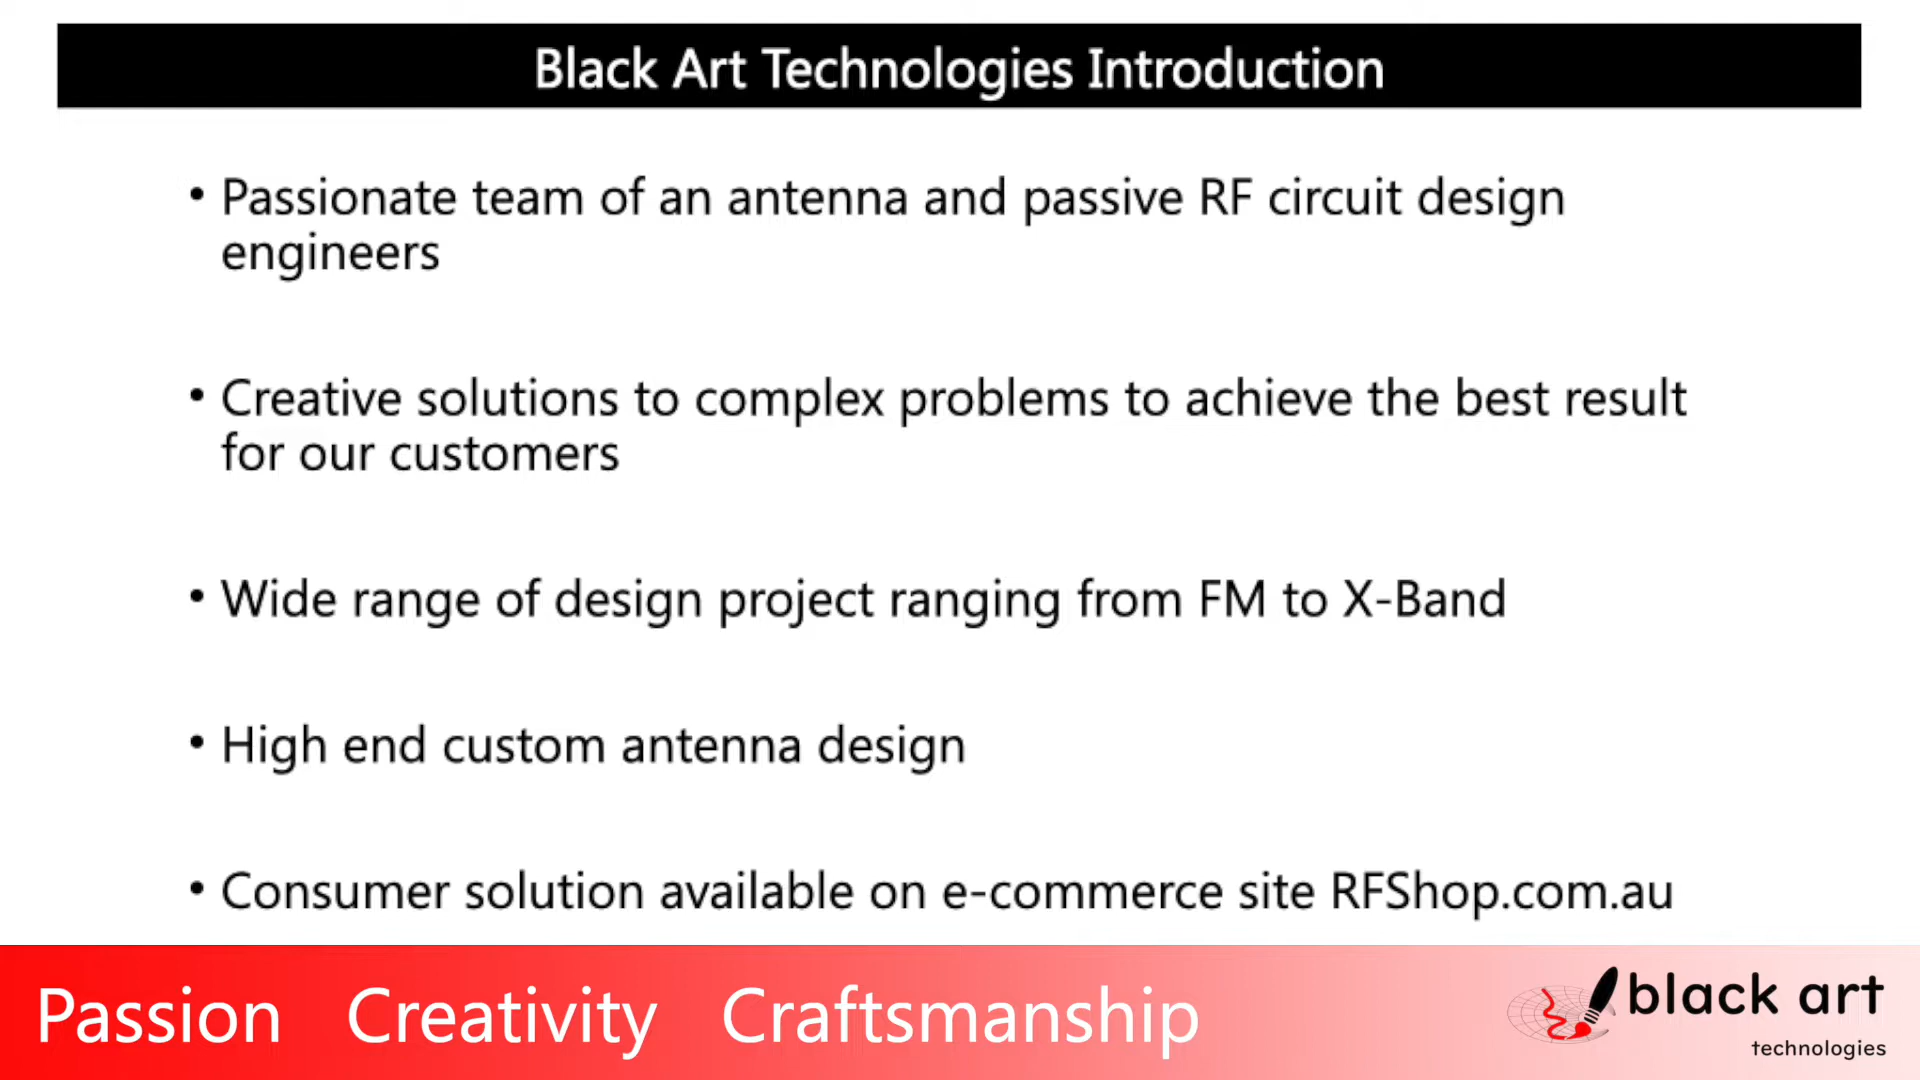 Black Art Technologies Introduction
• Passionate team of an antenna and passive RF circuit design
engineers
• Creative solutions to complex problems to achieve the best result
for our customers
• Wide range of design project ranging from FM to X-Band
• High end custom antenna design
• Consumer solution available on e-commerce site RFShop.com.au
Passion Creativity Craftsmanship
black art
technologies